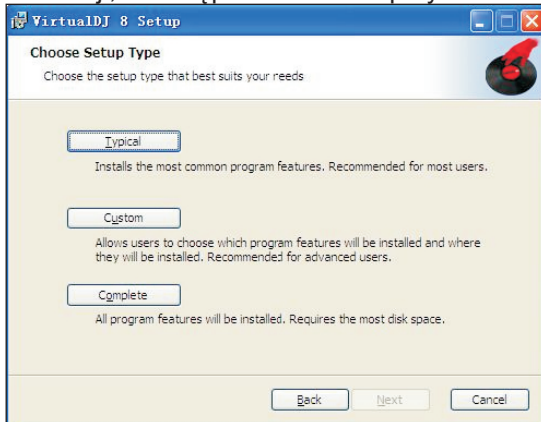 VirtualDJ 8 Setup
Choose Setup Type
Choose the setup type that best suits your reeds
Typical
Installs the most common program features. Recommended for most users.
Custom
Allows users to choose which program features will be installed and where
they will be installed. Recommended for advanced users.
Complete
All program features will be installed. Requires the most disk space.
Back
Next
Cancel